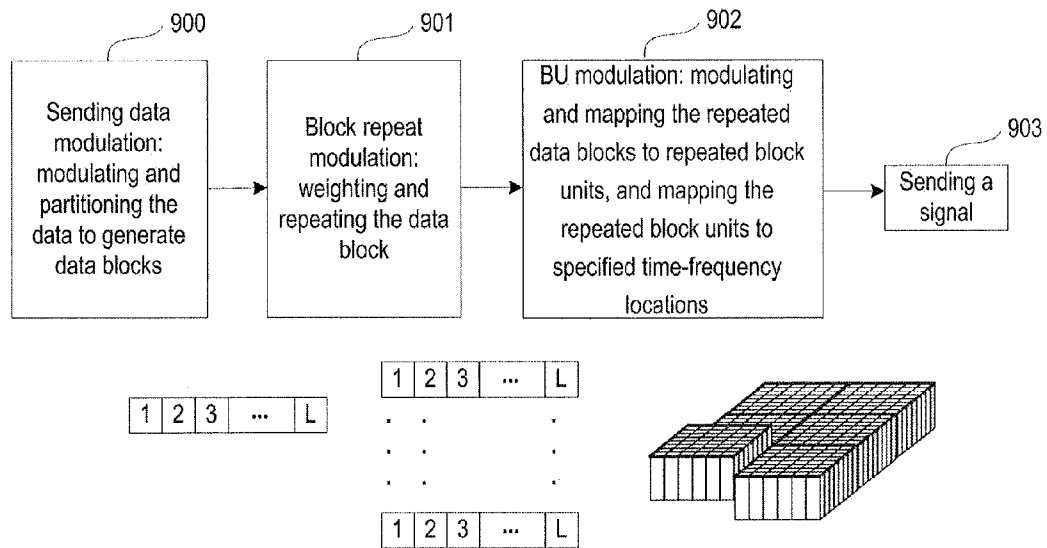 900
901
902
903
Sending data
modulation:
modulating and
partitioning the
data to generate
data blocks
Block repeat
modulation:
weighting and
repeating the data
block
BU modulation: modulating
and mapping the repeated
data blocks to repeated block
units, and mapping the
repeated block units to
specified time-frequency
locations
Sending a
signal
1 2 3 ... L
1 2 3 ... L
1 2 3 ... L